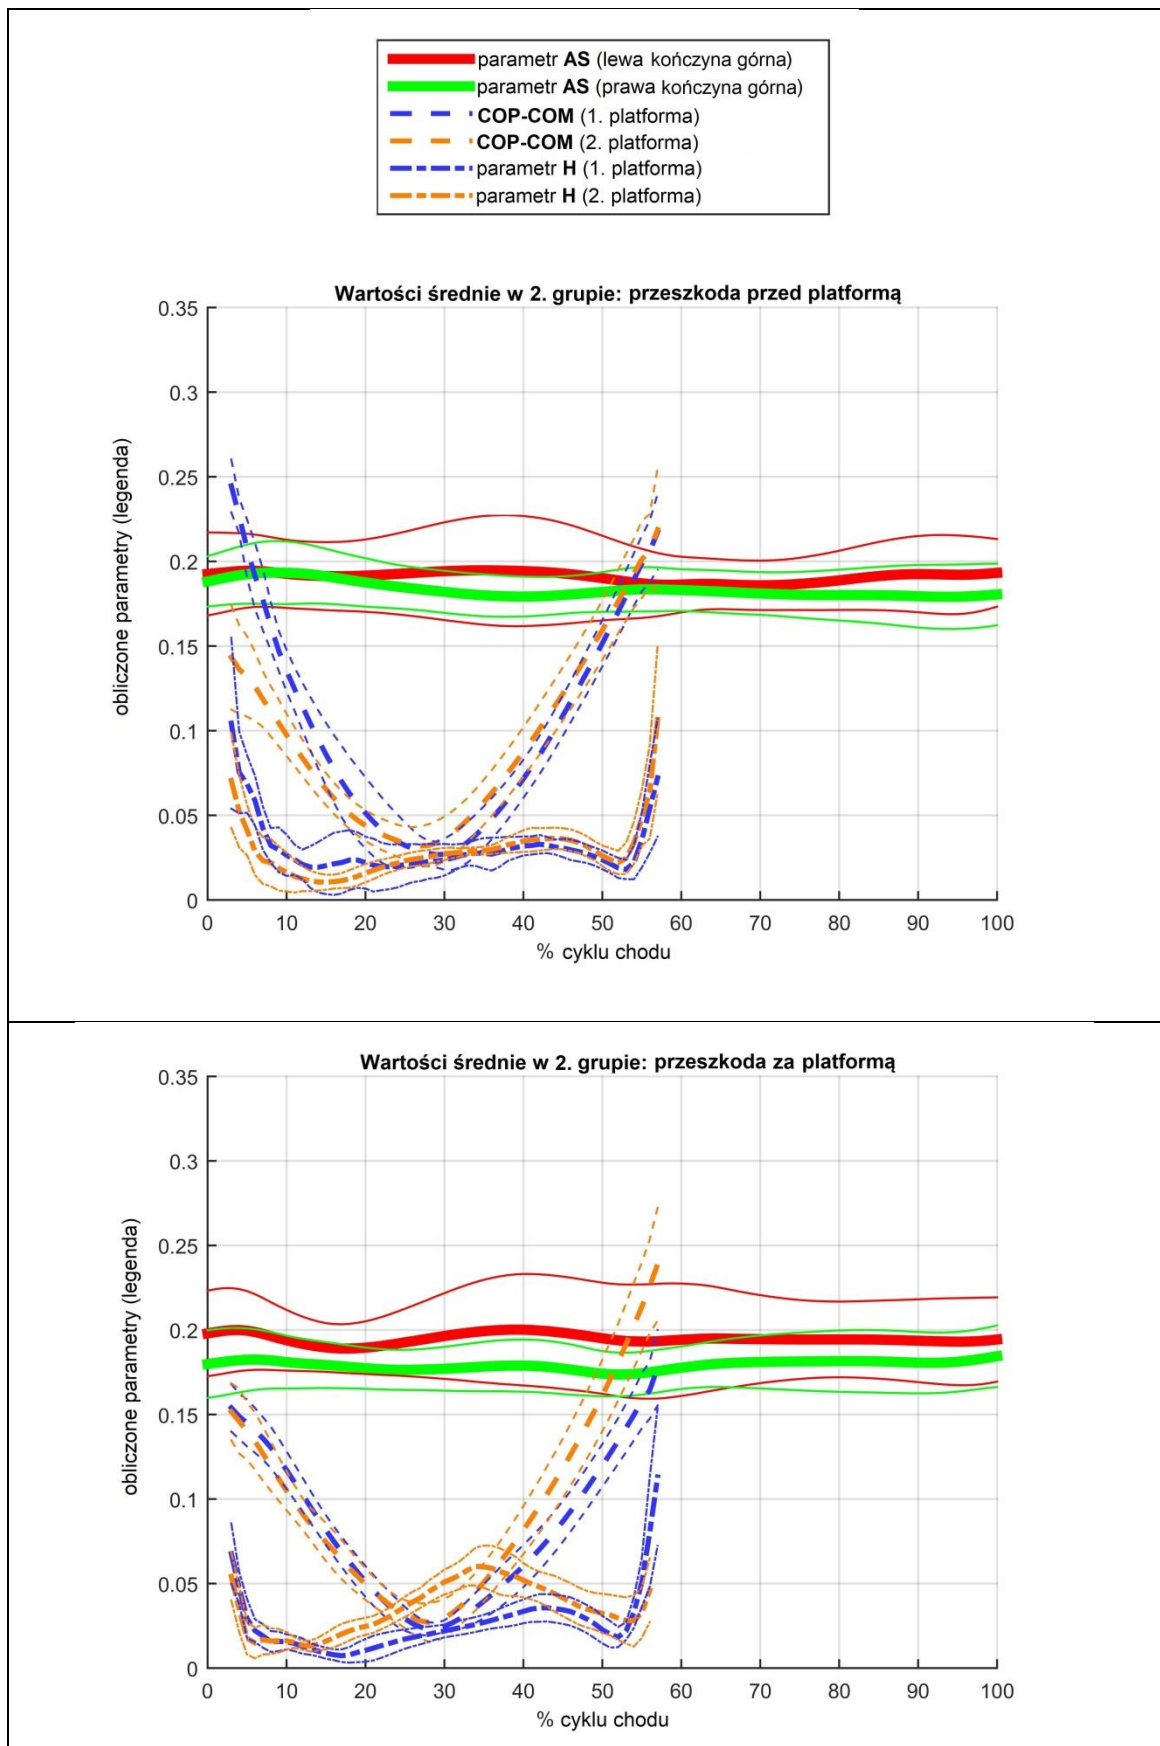 parametr AS (lewa kończyna górna)
parametr AS (prawa kończyna górna)
COP-COM (1. platforma)
COP-COM (2. platforma)
parametr H (1. platforma)
parametr H (2. platforma)
Wartości średnie w 2. grupie: przeszkoda przed platformą
0.35
0.3
0.25
0.2
0.15
0.1
0.05
0
obliczone parametry (legenda)
0 10 20 30 40 50 60 70 80 90 100
% cyklu chodu
Wartości średnie w 2. grupie: przeszkoda za platformą
0.35
0.3
0.25
0.2
0.15
0.1
0.05
0
obliczone parametry (legenda)
0 10 20 30 40 50 60 70 80 90 100
% cyklu chodu